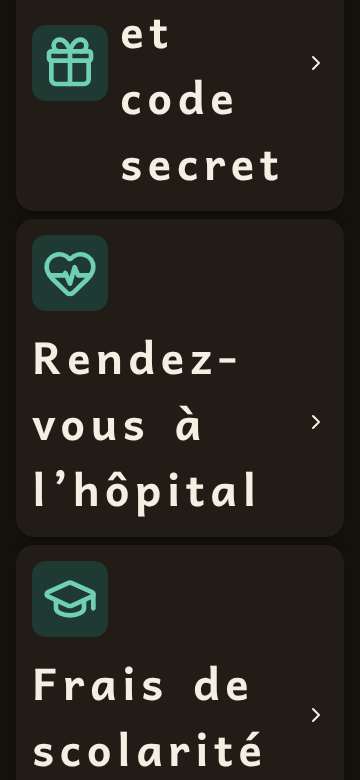 et
code
secret
Rendez-
vous à
l’hôpital
Frais de
scolarité